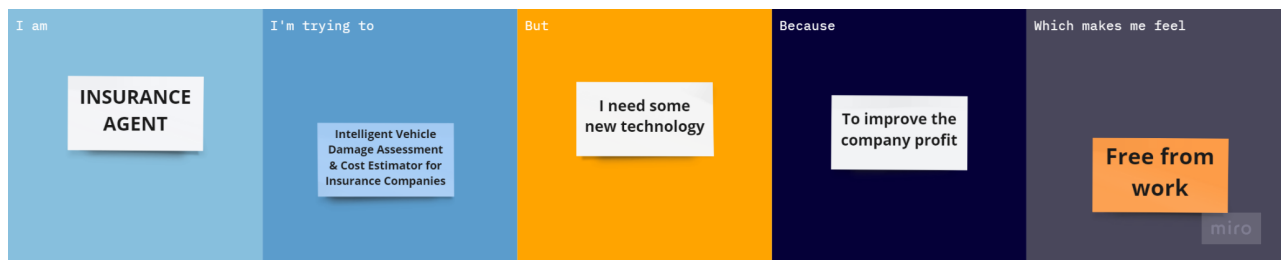 I am
INSURANCE
AGENT
I'm trying to
Intelligent Vehicle
Damage Assessment
& Cost Estimator for
Insurance Companies
But
I need some
new technology
Because
To improve the
company profit
Which makes me feel
Free from
work
miro